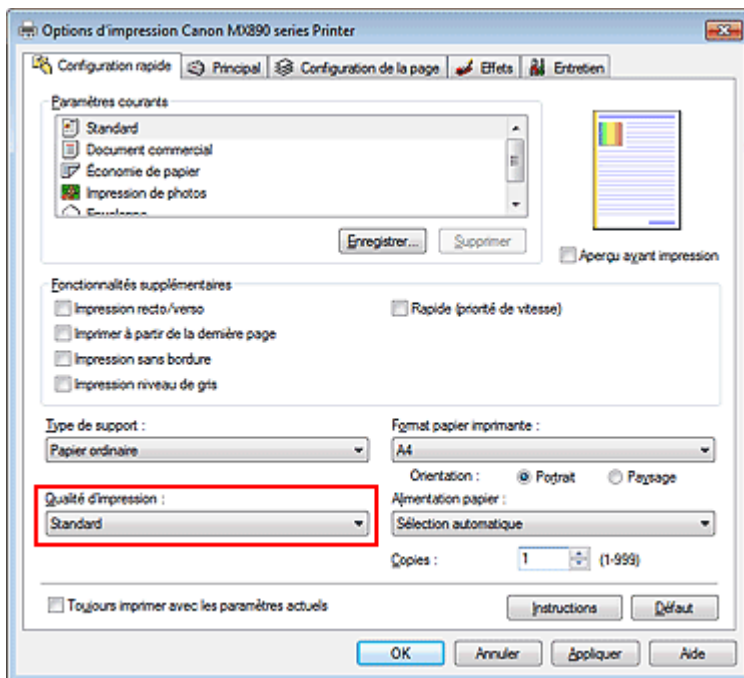 Options d'impression Canon MX890 series Printer
Configuration rapide Principal Configuration de la page Effets Entretien
Paramètres courants
Standard
Document commercial
Économie de papier
Impression de photos
Enregistrer... Supprimer
Aperçu avant impression
Fonctionnalités supplémentaires
Impression recto/verso Rapide (priorité de vitesse)
Imprimer à partir de la dernière page
Impression sans bordure
Impression niveau de gris
Type de support : Format papier imprimante :
Papier ordinaire A4
Orientation : Portrait Paysage
Qualité d'impression : Alimentation papier :
Standard Sélection automatique
Copies : 1 (1-999)
Toujours imprimer avec les paramètres actuels Instructions Défaut
OK Annuler Appliquer Aide